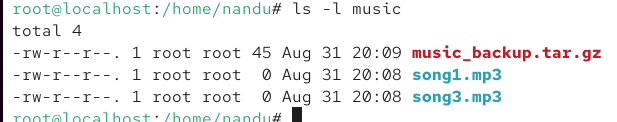 root@localhost:/home/nandu# ls -l music
total 4
-rw-r--r--. 1 root root 45 Aug 31 20:09 music_backup.tar.gz
-rw-r--r--. 1 root root  0 Aug 31 20:08 song1.mp3
-rw-r--r--. 1 root root  0 Aug 31 20:08 song3.mp3
root@localhost:/home/nandu#